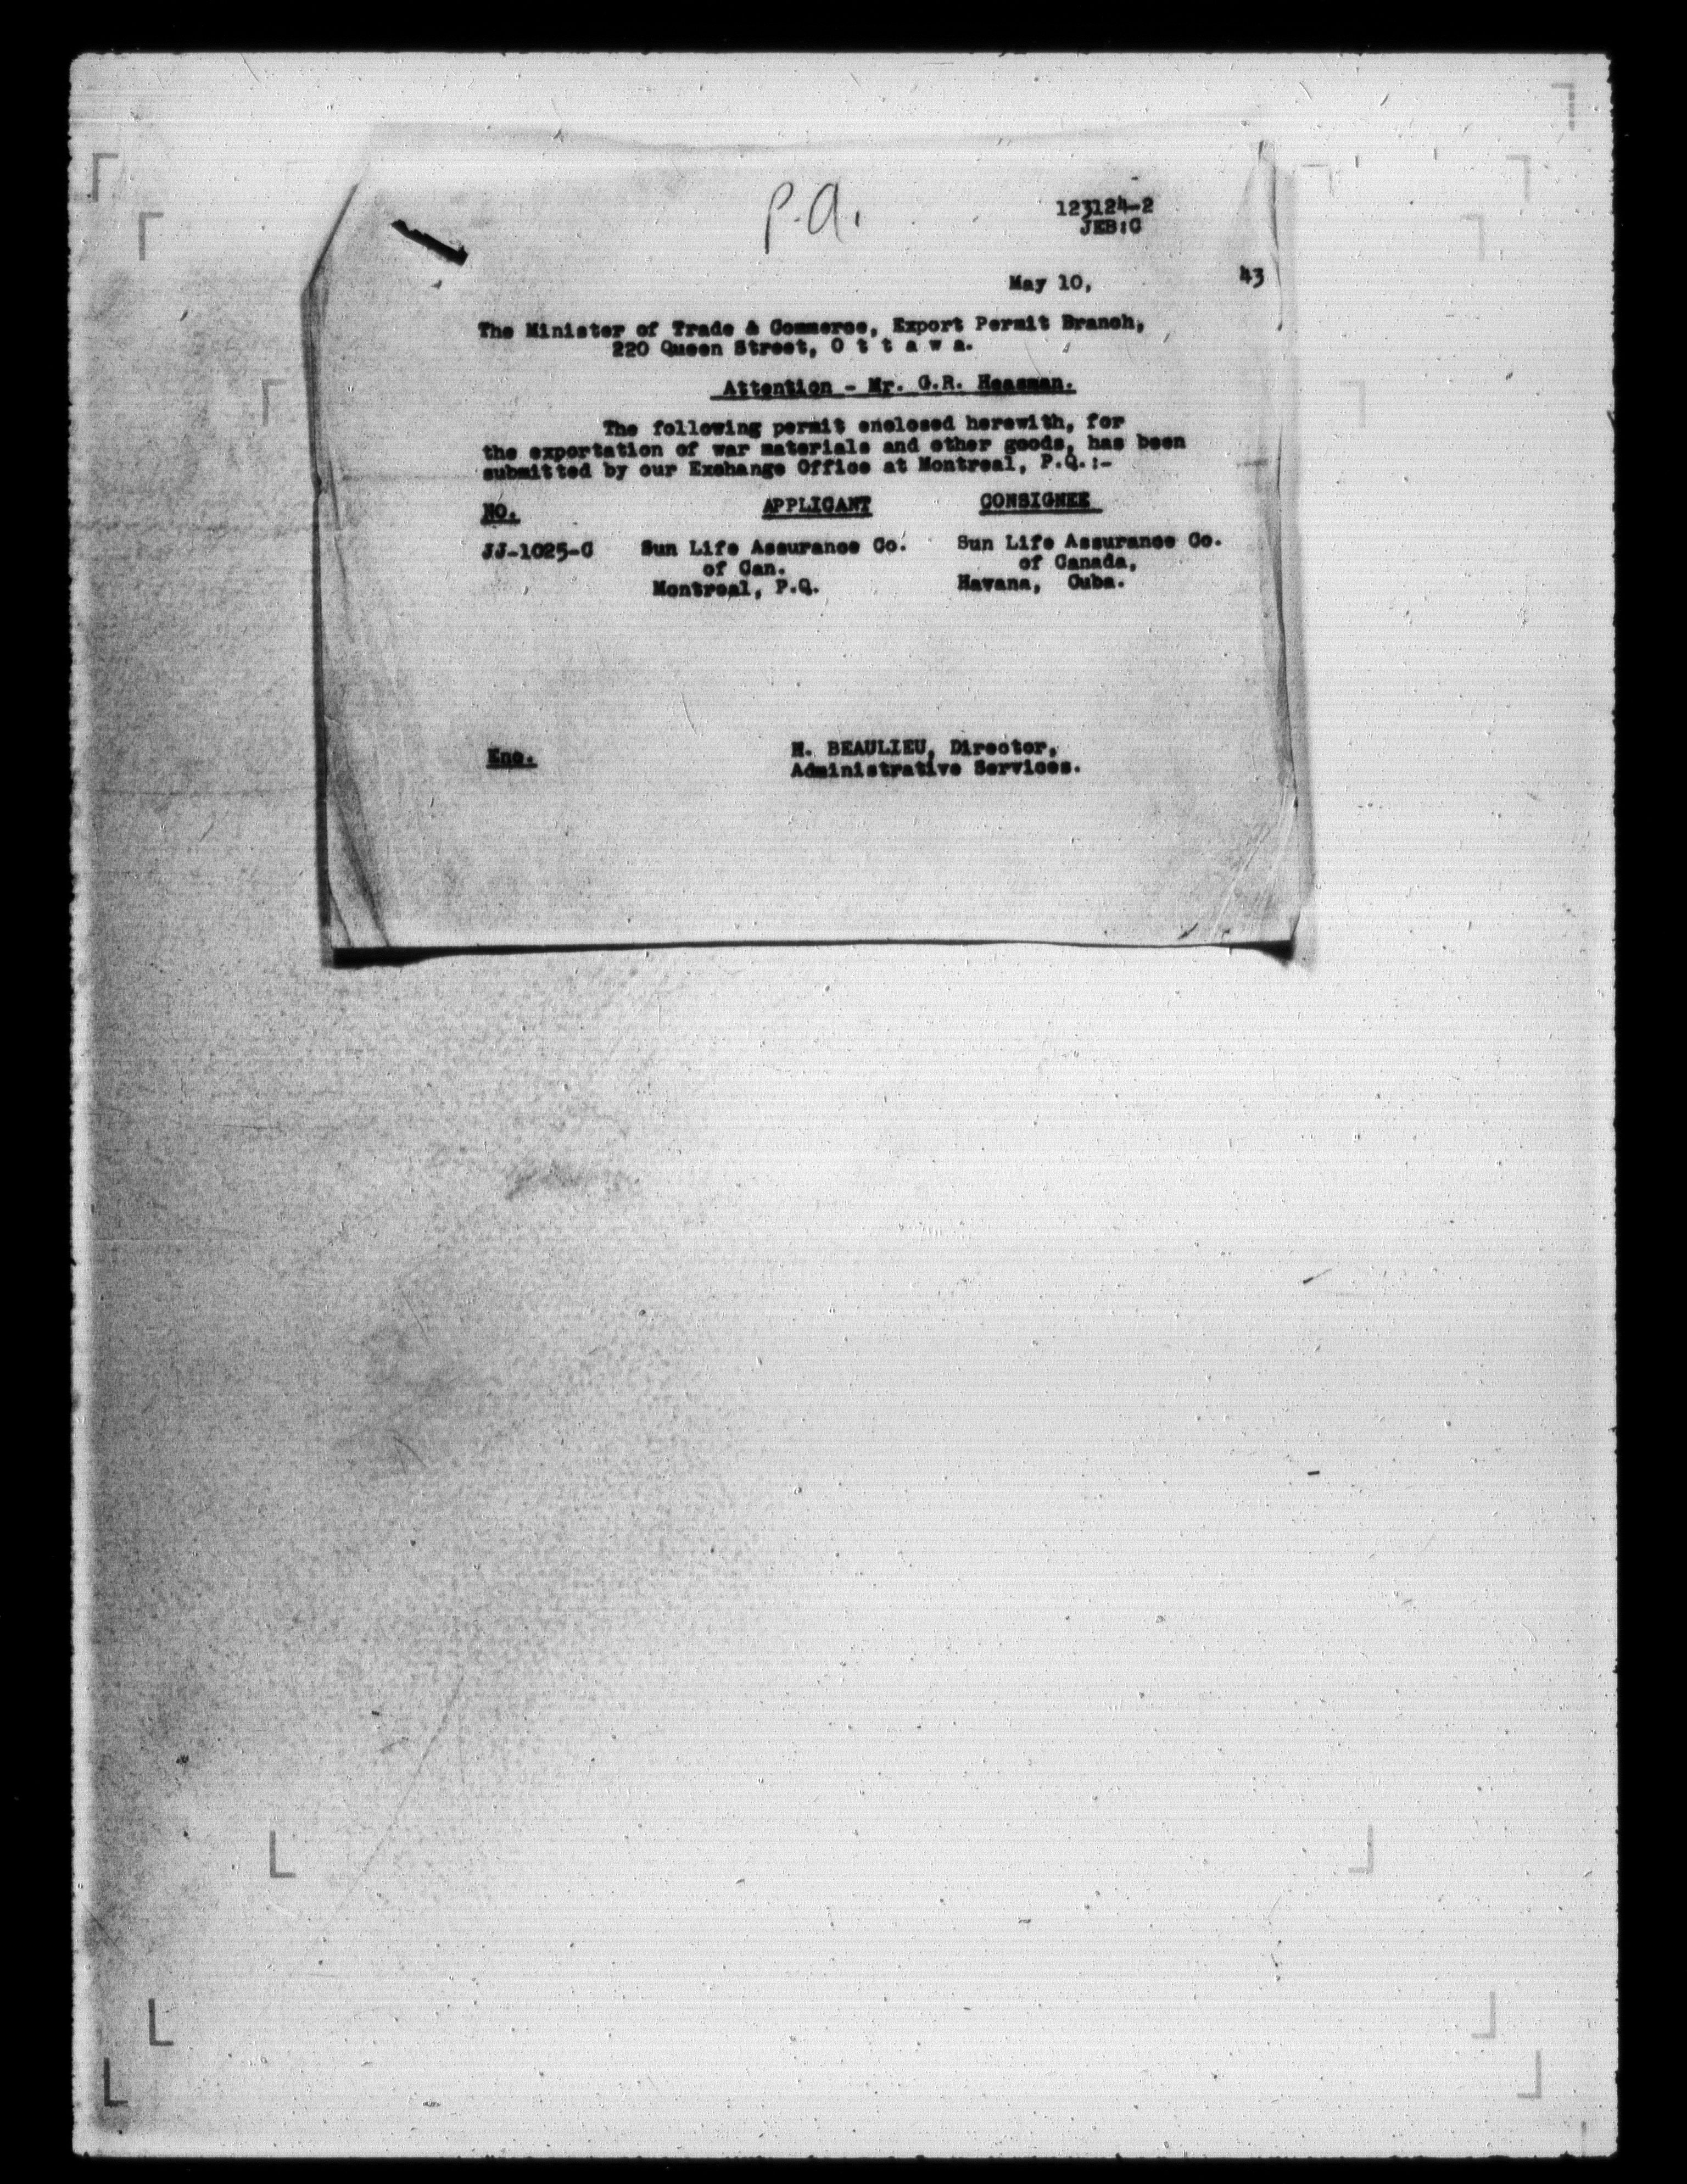 P.A.
123124-2
JEB:C
May 10, 43
The Minister of Trade & Commerce, Export Permit Branch,
220 Queen Street, O t t a w a.
Attention - Mr. G.R. Heasman.
The following permit enclosed herewith, for
the exportation of war materials and other goods, has been
submitted by our Exchange Office at Montreal, P.Q.:-
NO. APPLICANT CONSIGNEE
JJ-1025-C Sun Life Assurance Co. Sun Life Assurance Co.
of Can. of Canada,
Montreal, P.Q. Havana, Cuba.
Enc. H. BEAULIEU, Director,
Administrative Services.